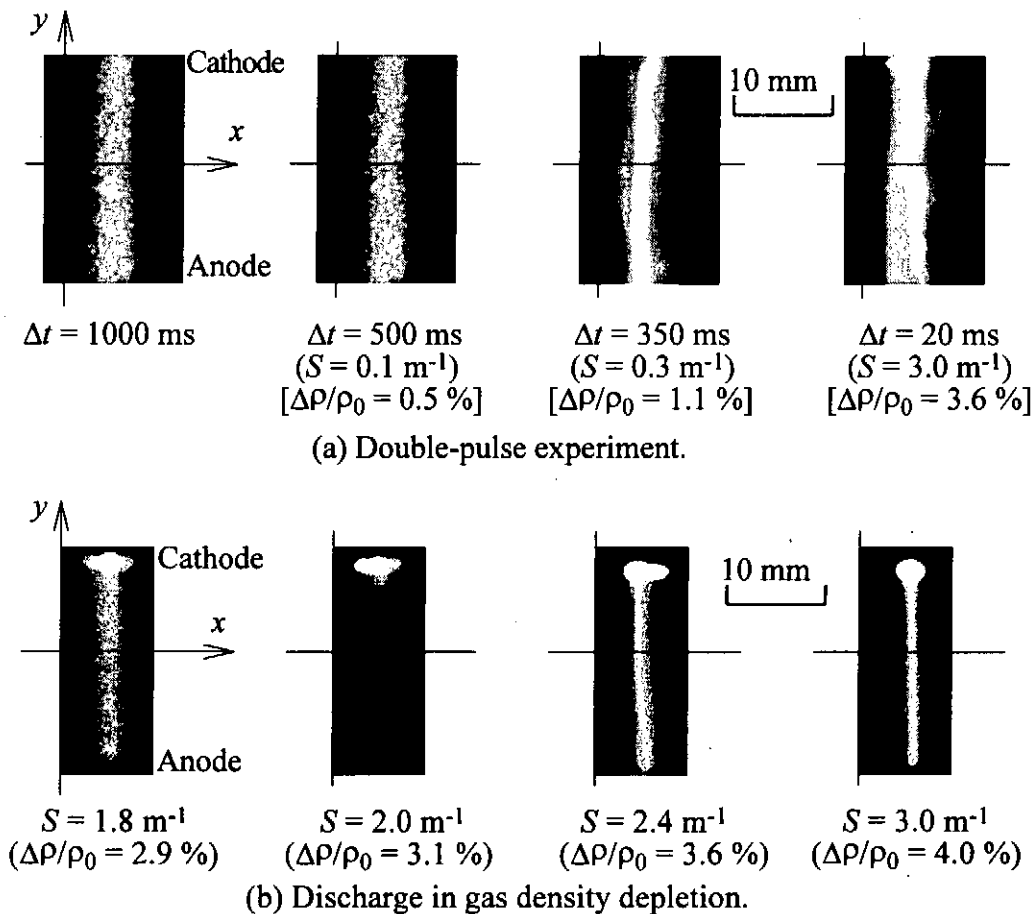 y
Cathode
x
Anode
10 mm
Δt = 1000 ms
Δt = 500 ms
(S = 0.1 m⁻¹)
[Δρ/ρ₀ = 0.5 %]
Δt = 350 ms
(S = 0.3 m⁻¹)
[Δρ/ρ₀ = 1.1 %]
Δt = 20 ms
(S = 3.0 m⁻¹)
[Δρ/ρ₀ = 3.6 %]
(a) Double-pulse experiment.
y
Cathode
x
Anode
10 mm
S = 1.8 m⁻¹
(Δρ/ρ₀ = 2.9 %)
S = 2.0 m⁻¹
(Δρ/ρ₀ = 3.1 %)
S = 2.4 m⁻¹
(Δρ/ρ₀ = 3.6 %)
S = 3.0 m⁻¹
(Δρ/ρ₀ = 4.0 %)
(b) Discharge in gas density depletion.